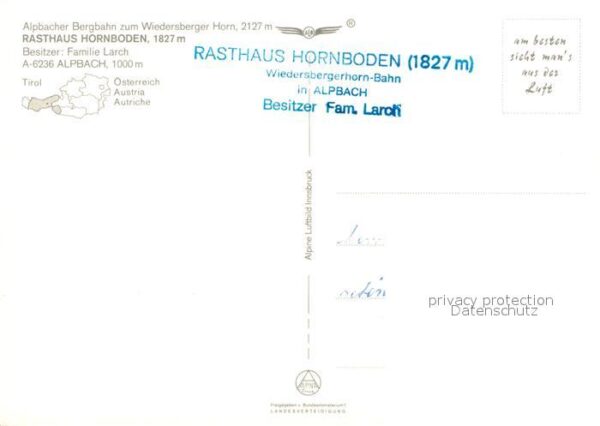 Alpbacher Bergbahn zum Wiedersberger Horn, 2127 m
RASTHAUS HORNBODEN, 1827 m
Besitzer: Familie Larch
A-6236 ALPBACH, 1000 m
Tirol
Österreich
Austria
Autriche
®
RASTHAUS HORNBODEN (1827 m)
Wiedersbergerhorn-Bahn
in ALPBACH
Besitzer Fam. Larch
am besten
sieht man's
aus der
Luft
Alpine Luftbild Innsbruck
privacy protection
Datenschutz
LANDESVERTEIDIGUNG